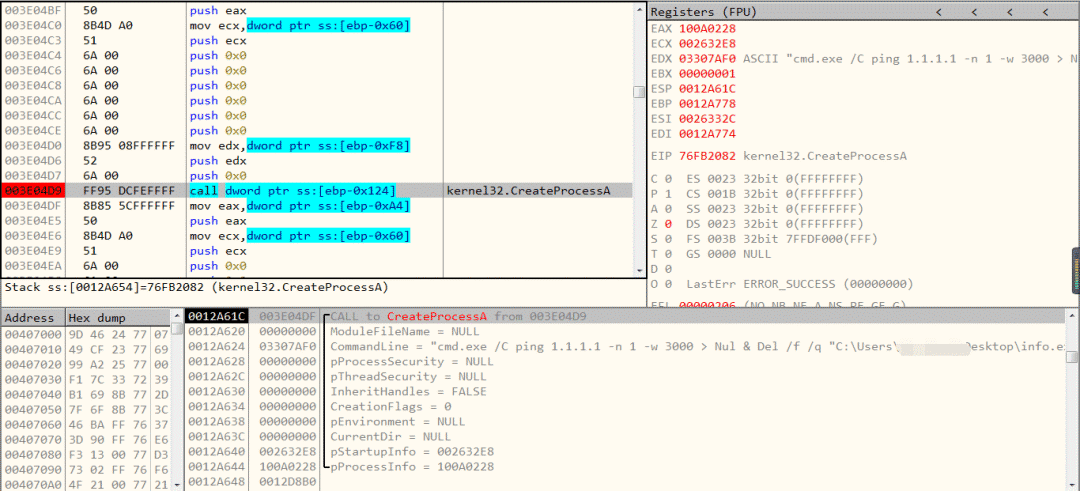 003E04BF 50 push eax
003E04C0 8B4D A0 mov ecx,dword ptr ss:[ebp-0x60]
003E04C3 51 push ecx
003E04C4 6A 00 push 0x0
003E04C6 6A 00 push 0x0
003E04C8 6A 00 push 0x0
003E04CA 6A 00 push 0x0
003E04CC 6A 00 push 0x0
003E04CE 6A 00 push 0x0
003E04D0 8B95 08FFFFFF mov edx,dword ptr ss:[ebp-0xF8]
003E04D6 52 push edx
003E04D7 6A 00 push 0x0
003E04D9 FF95 DCFEFFFF call dword ptr ss:[ebp-0x124] kernel32.CreateProcessA
003E04DF 8B85 5CFFFFFF mov eax,dword ptr ss:[ebp-0xA4]
003E04E5 50 push eax
003E04E6 8B4D A0 mov ecx,dword ptr ss:[ebp-0x60]
003E04E9 51 push ecx
003E04EA 6A 00 push 0x0
Stack ss:[0012A654]=76FB2082 (kernel32.CreateProcessA)
Registers (FPU) < < < <
EAX 100A0228
ECX 002632E8
EDX 03307AF0 ASCII "cmd.exe /C ping 1.1.1.1 -n 1 -w 3000 > N
EBX 00000001
ESP 0012A61C
EBP 0012A778
ESI 0026332C
EDI 0012A774
EIP 76FB2082 kernel32.CreateProcessA
C 0 ES 0023 32bit 0(FFFFFFFF)
P 1 CS 001B 32bit 0(FFFFFFFF)
A 0 SS 0023 32bit 0(FFFFFFFF)
Z 0 DS 0023 32bit 0(FFFFFFFF)
S 0 FS 003B 32bit 7FFDF000(FFF)
T 0 GS 0000 NULL
D 0
O 0 LastErr ERROR_SUCCESS (00000000)
EFL 00000206 (NO,NB,NE,A,NS,PE,GE,G)
Address Hex dump
00407000 9D 46 24 77 07
00407010 49 CF 23 77 69
00407020 99 A2 25 77 00
00407030 F1 7C 33 72 39
00407040 B1 69 8B 77 2D
00407050 7F 6F 8B 77 3C
00407060 46 BA FF 76 37
00407070 3D 90 FF 76 E6
00407080 F3 13 00 77 D3
00407090 73 02 FF 76 F6
004070A0 4F 21 00 77 21
0012A61C 003E04DF CALL to CreateProcessA from 003E04D9
0012A620 00000000 ModuleFileName = NULL
0012A624 03307AF0 CommandLine = "cmd.exe /C ping 1.1.1.1 -n 1 -w 3000 > Nul & Del /f /q "C:\Users\ Desktop\info.ex
0012A628 00000000 pProcessSecurity = NULL
0012A62C 00000000 pThreadSecurity = NULL
0012A630 00000000 InheritHandles = FALSE
0012A634 00000000 CreationFlags = 0
0012A638 00000000 pEnvironment = NULL
0012A63C 00000000 CurrentDir = NULL
0012A640 002632E8 pStartupInfo = 002632E8
0012A644 100A0228 pProcessInfo = 100A0228
0012A648 0012D8B0